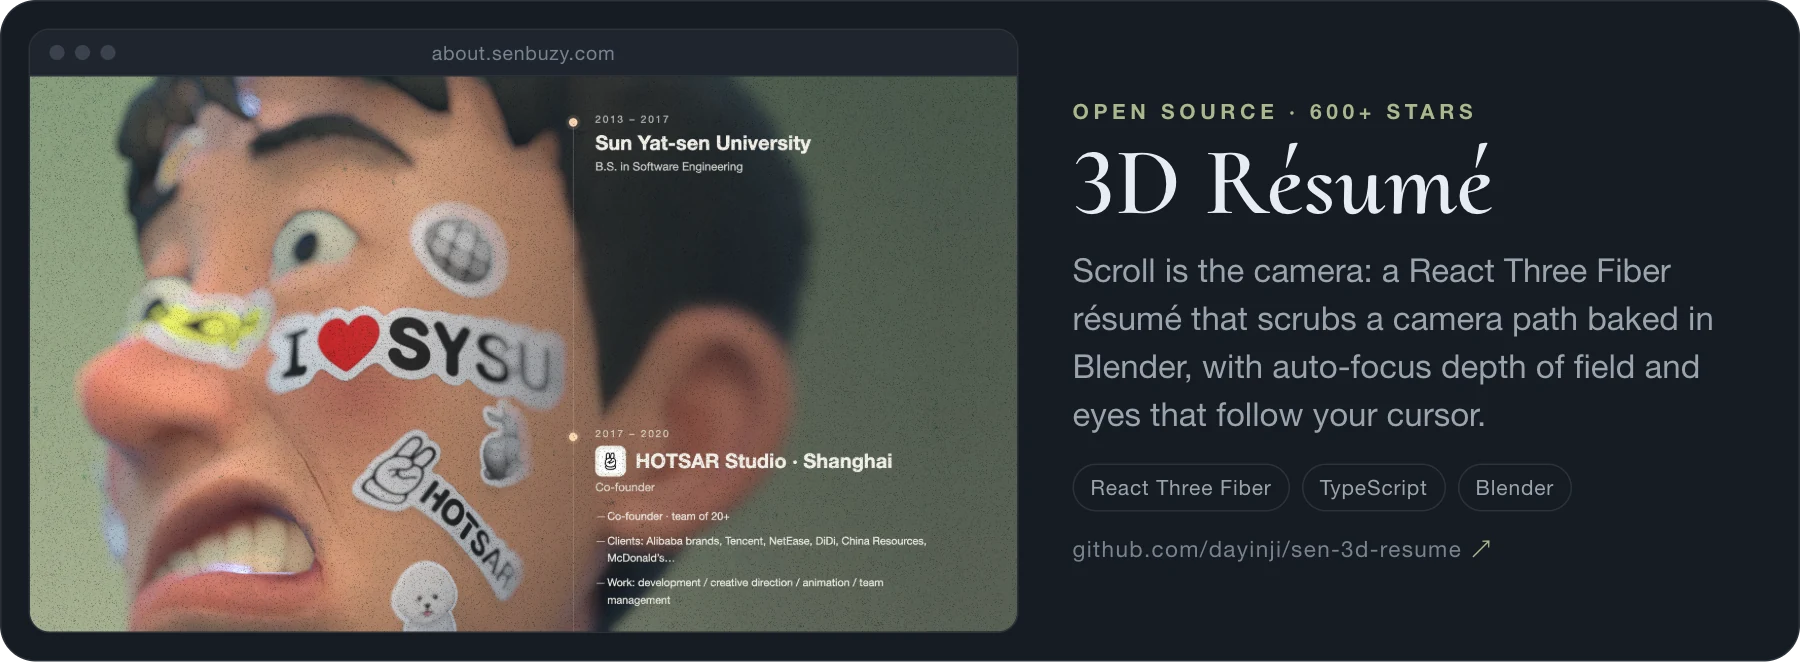 about.senbuzy.com
2013 – 2017
Sun Yat-sen University
B.S. in Software Engineering
I ❤ SYSU
2017 – 2020
HOTSAR Studio · Shanghai
Co-founder
— Co-founder · team of 20+
— Clients: Alibaba brands, Tencent, NetEase, DiDi, China Resources,
McDonald's...
— Work: development / creative direction / animation / team
management
HOTSAR
OPEN SOURCE · 600+ STARS
3D Résumé
Scroll is the camera: a React Three Fiber
résumé that scrubs a camera path baked in
Blender, with auto-focus depth of field and
eyes that follow your cursor.
React Three Fiber
TypeScript
Blender
github.com/dayinji/sen-3d-resume ↗